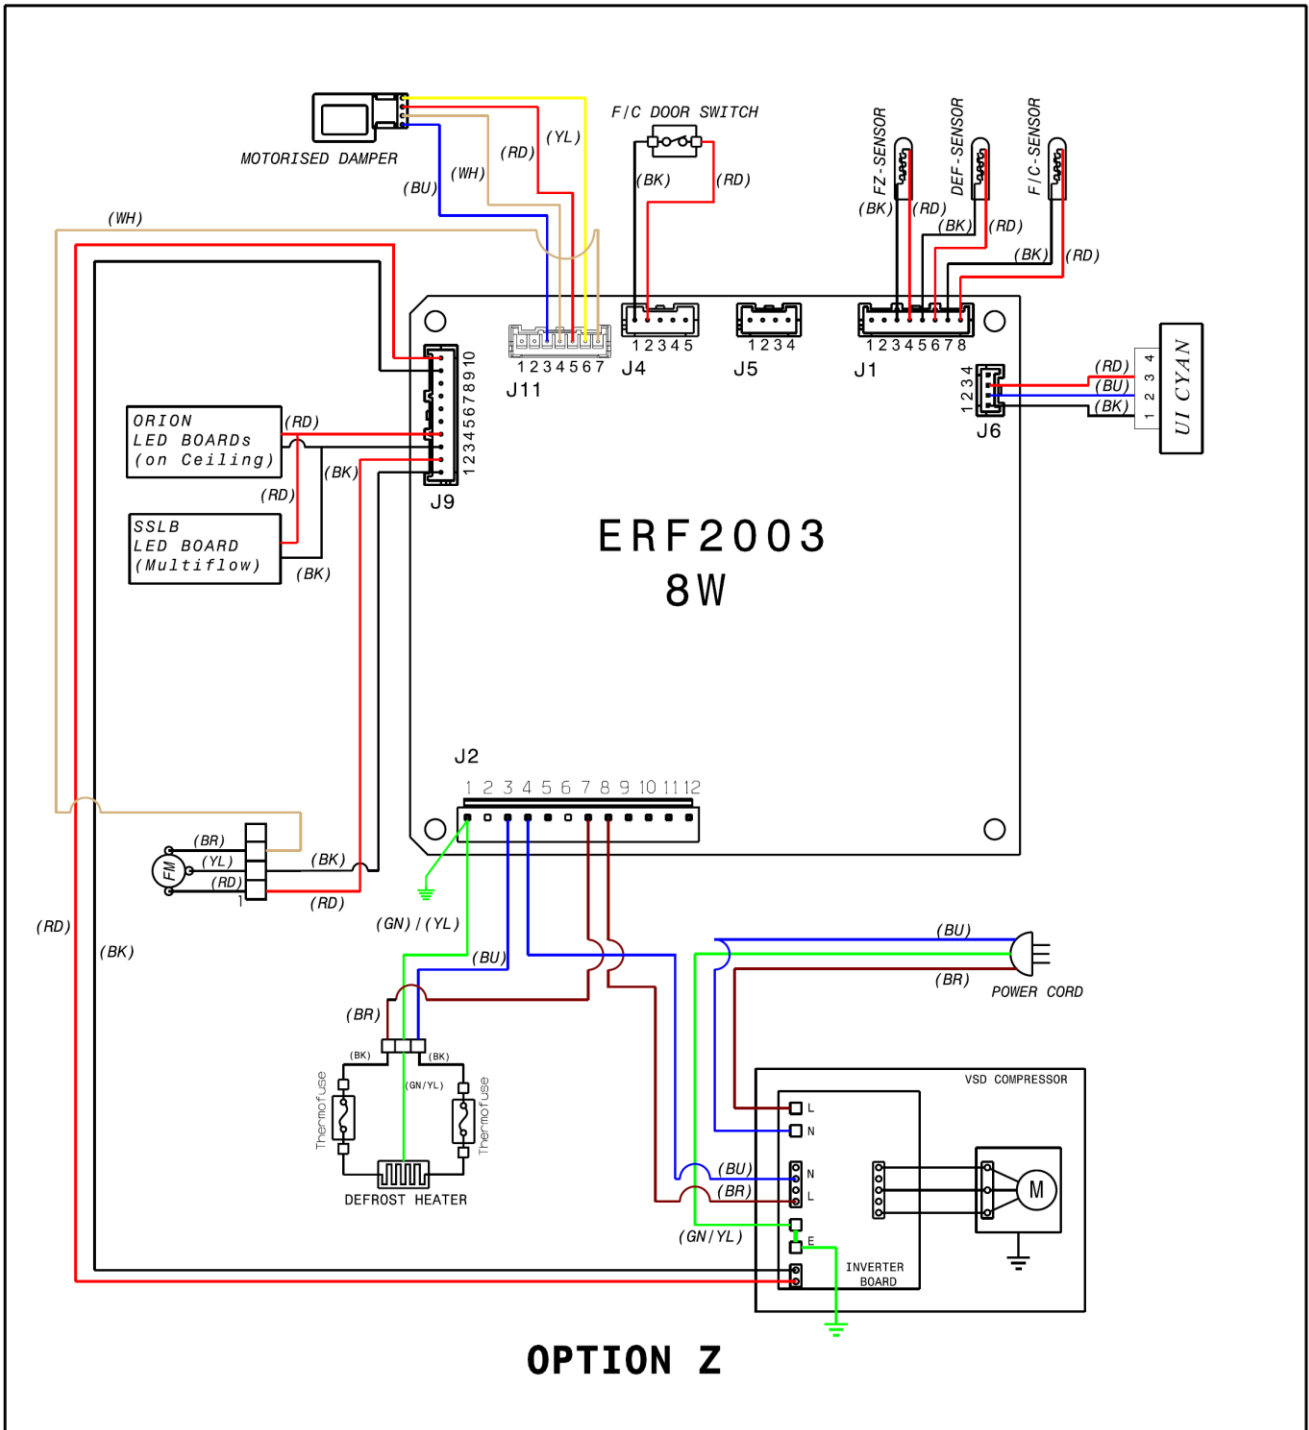 F/C DOOR SWITCH
MOTORISED DAMPER
(YL)
(RD)
(WH)
(BU)
(BK)
(RD)
FZ-SENSOR
DEF-SENSOR
F/C-SENSOR
(BK)
(RD)
(BK)
(RD)
(BK)
(RD)
(WH)
1 2 3 4 5 6 7
J11
1 2 3 4 5
J4
1 2 3 4
J5
1 2 3 4 5 6 7 8
J1
1 2 3 4
J6
(RD)
(BU)
(BK)
1 2 3 4
UI CYAN
1 2 3 4 5 6 7 8 9 10
J9
ORION
LED BOARDs
(on Ceiling)
(RD)
(BK)
(RD)
SSLB
LED BOARD
(Multiflow)
(BK)
ERF2003
8W
J2
1 2 3 4 5 6 7 8 9 10 11 12
(BR)
(YL)
(RD)
FM
1
(BK)
(RD)
(RD)
(BK)
(GN)/(YL)
(BU)
(BR)
(BK)
(BK)
(GN/YL)
Thermofuse
Thermofuse
DEFROST HEATER
(BU)
(BR)
POWER CORD
VSD COMPRESSOR
L
N
N
L
E
(BU)
(BR)
(GN/YL)
M
INVERTER
BOARD
OPTION Z